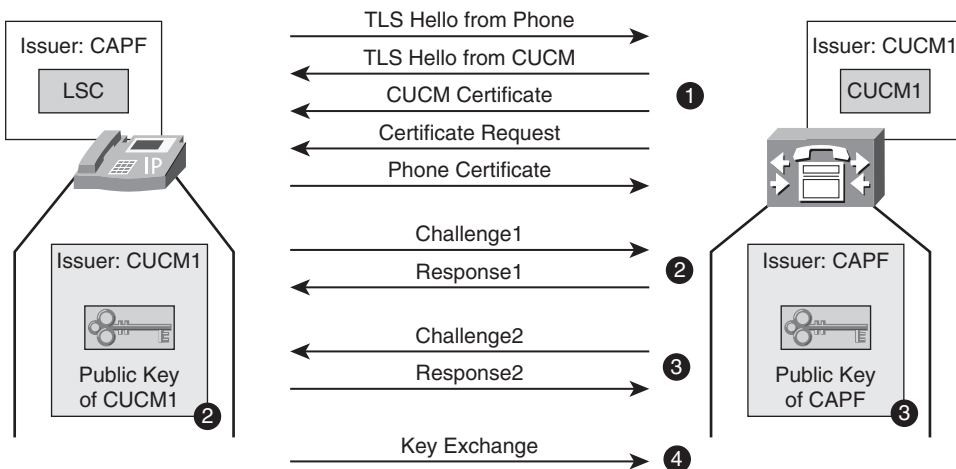 Issuer: CAPF
LSC
IP
TLS Hello from Phone
TLS Hello from CUCM
CUCM Certificate
Certificate Request
Phone Certificate
1
Issuer: CUCM1
CUCM1
Issuer: CUCM1
Public Key
of CUCM1
2
Challenge1
Response1
2
Challenge2
Response2
3
Issuer: CAPF
Public Key
of CAPF
3
Key Exchange
4